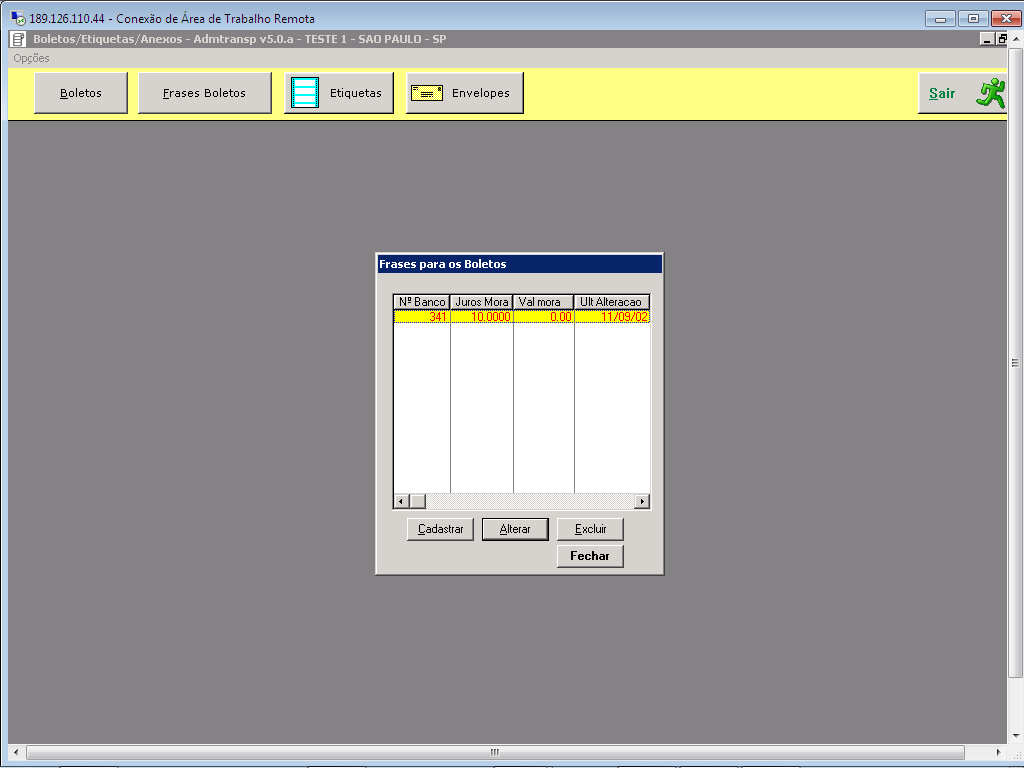 189.126.110.44 - Conexão de Área de Trabalho Remota
Boletos/Etiquetas/Anexos - Admtransp v5.0.a - TESTE 1 - SAO PAULO - SP
Opções
Boletos Frases Boletos Etiquetas Envelopes Sair
Frases para os Boletos
Nº Banco Juros Mora Val mora Ult Alteracao
341 10.0000 0.00 11/09/02
Cadastrar Alterar Excluir
Fechar